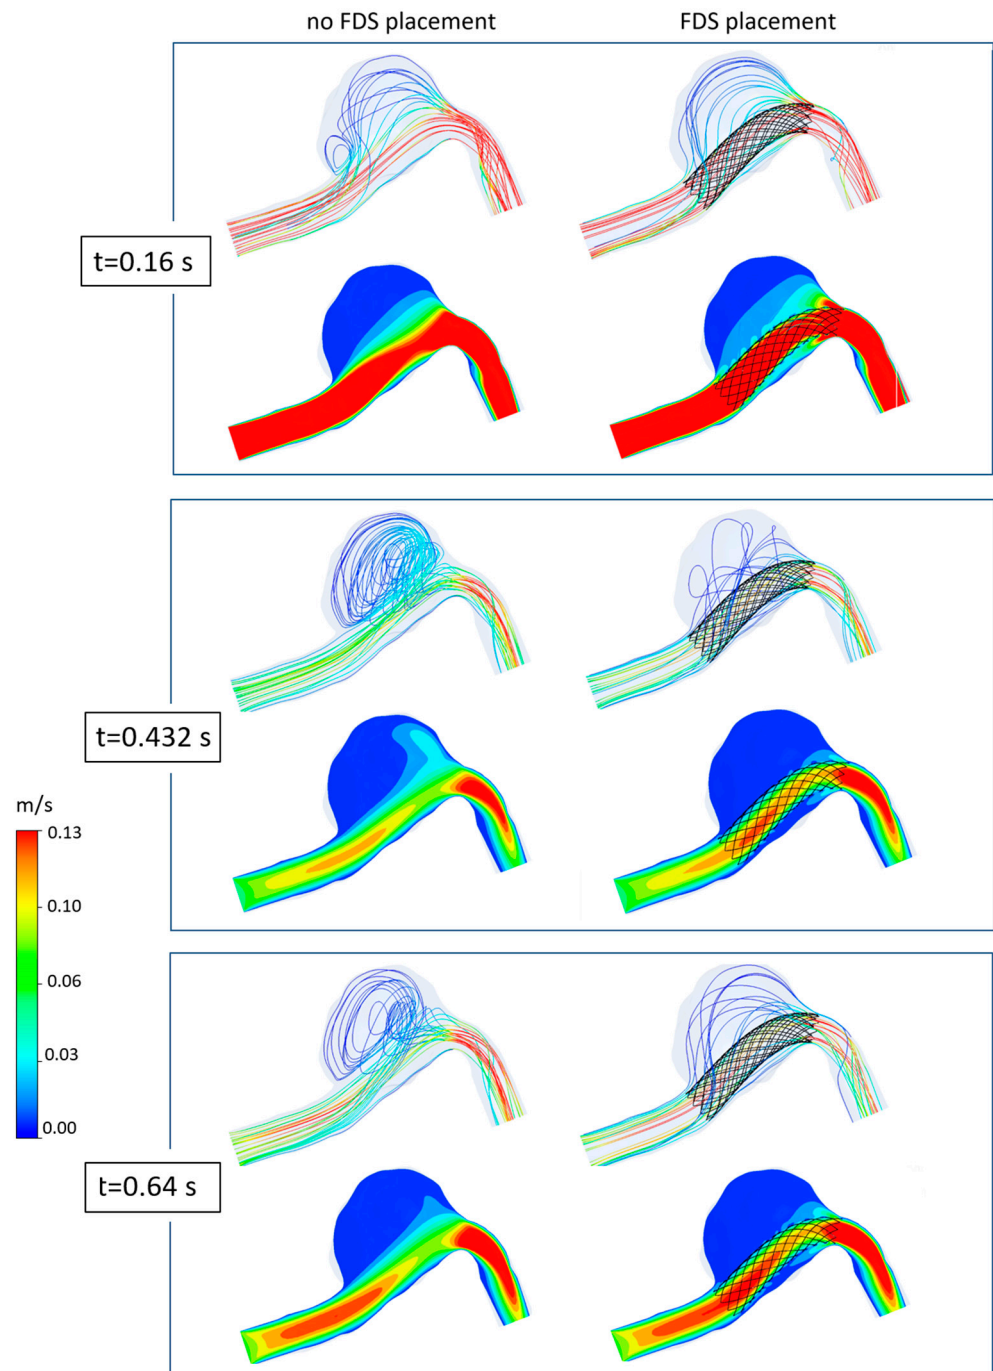 no FDS placement
FDS placement
t=0.16 s
t=0.432 s
m/s
0.13
0.10
0.06
0.03
0.00
t=0.64 s